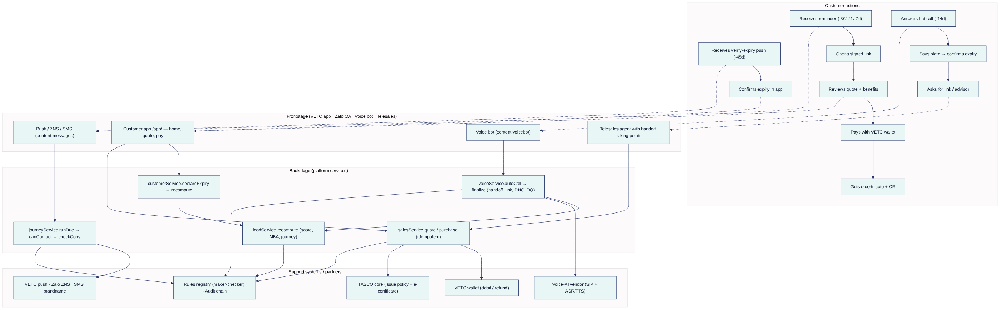 Customer actions
Receives reminder (-30/-21/-7d)
Answers bot call (-14d)
Receives verify-expiry push
(-45d)
Opens signed link
Says plate → confirms expiry
Confirms expiry in app
Reviews quote + benefits
Asks for link / advisor
Pays with VETC wallet
Gets e-certificate + QR
Frontstage (VETC app · Zalo OA · Voice bot · Telesales)
Push / ZNS / SMS
(content.messages)
Customer app /app/ — home,
quote, pay
Voice bot (content.voicebot)
Telesales agent with handoff
talking points
Backstage (platform services)
customerService.declareExpiry
→ recompute
voiceService.autoCall →
finalize (handoff, link, DNC, DQ)
journeyService.runDue →
canContact → checkCopy
leadService.recompute (score,
NBA, journey)
salesService.quote / purchase
(idempotent)
Support systems / partners
VETC push · Zalo ZNS · SMS
brandname
Rules registry (maker-checker)
· Audit chain
TASCO core (issue policy + e-
certificate)
VETC wallet (debit / refund)
Voice-AI vendor (SIP +
ASR/TTS)